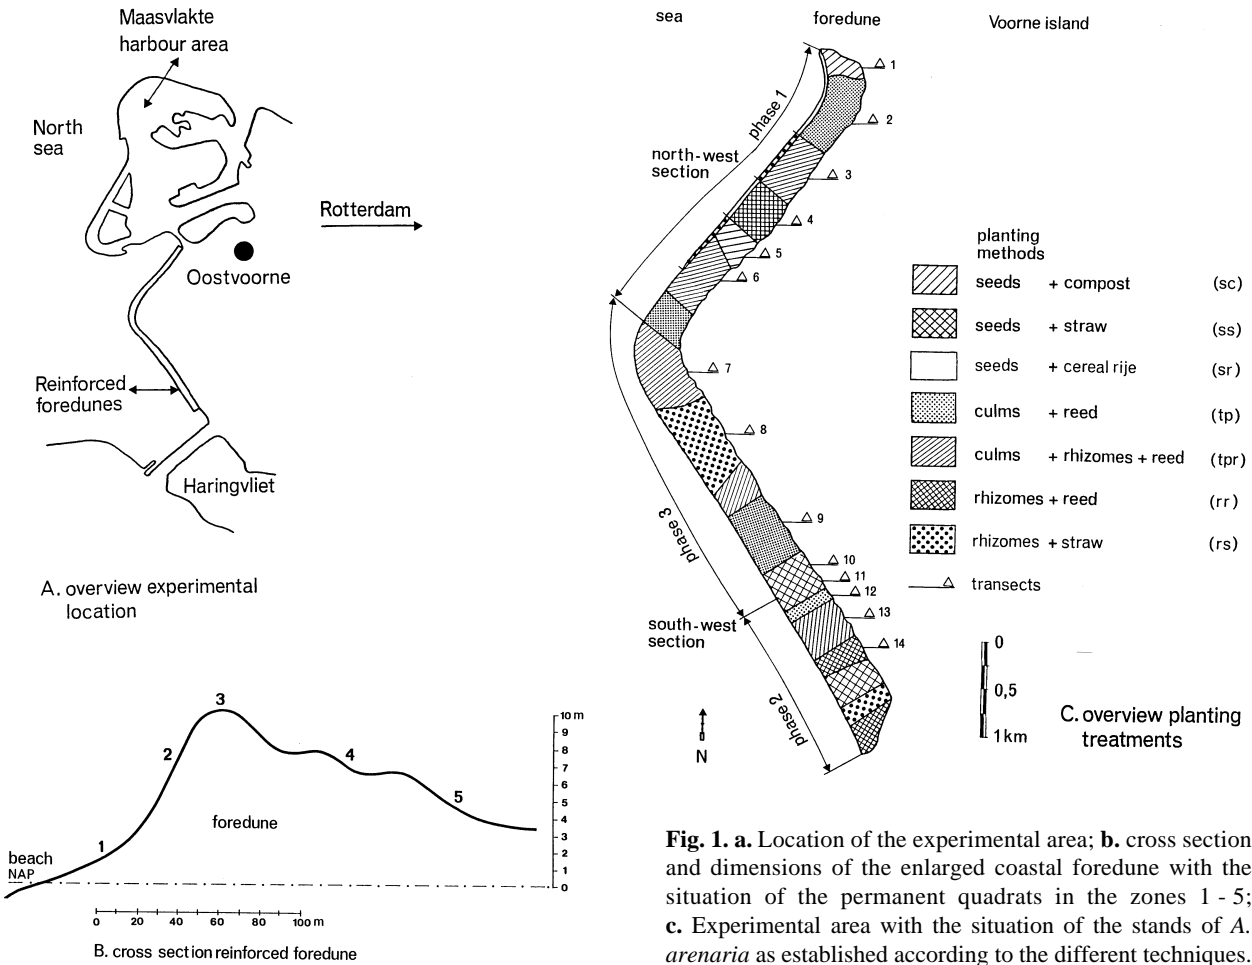 Maasvlakte
harbour area
North
sea
Rotterdam
Oostvoorne
Reinforced
foredunes
Haringvliet
A. overview experimental
location
sea foredune Voorne island
phase 1
north-west
section
phase 3
south-west
section
phase 2
N
1
2
3
4
5
6
7
8
9
10
11
12
13
14
planting
methods
seeds + compost (sc)
seeds + straw (ss)
seeds + cereal rije (sr)
culms + reed (tp)
culms + rhizomes + reed (tpr)
rhizomes + reed (rr)
rhizomes + straw (rs)
transects
0
0,5
1km
C. overview planting
treatments
1
2
3
4
5
foredune
beach
NAP
10 m
9
8
7
6
5
4
3
2
1
0
0 20 40 60 80 100 m
B. cross section reinforced foredune
Fig. 1. a. Location of the experimental area; b. cross section
and dimensions of the enlarged coastal foredune with the
situation of the permanent quadrats in the zones 1 - 5;
c. Experimental area with the situation of the stands of A.
arenaria as established according to the different techniques.